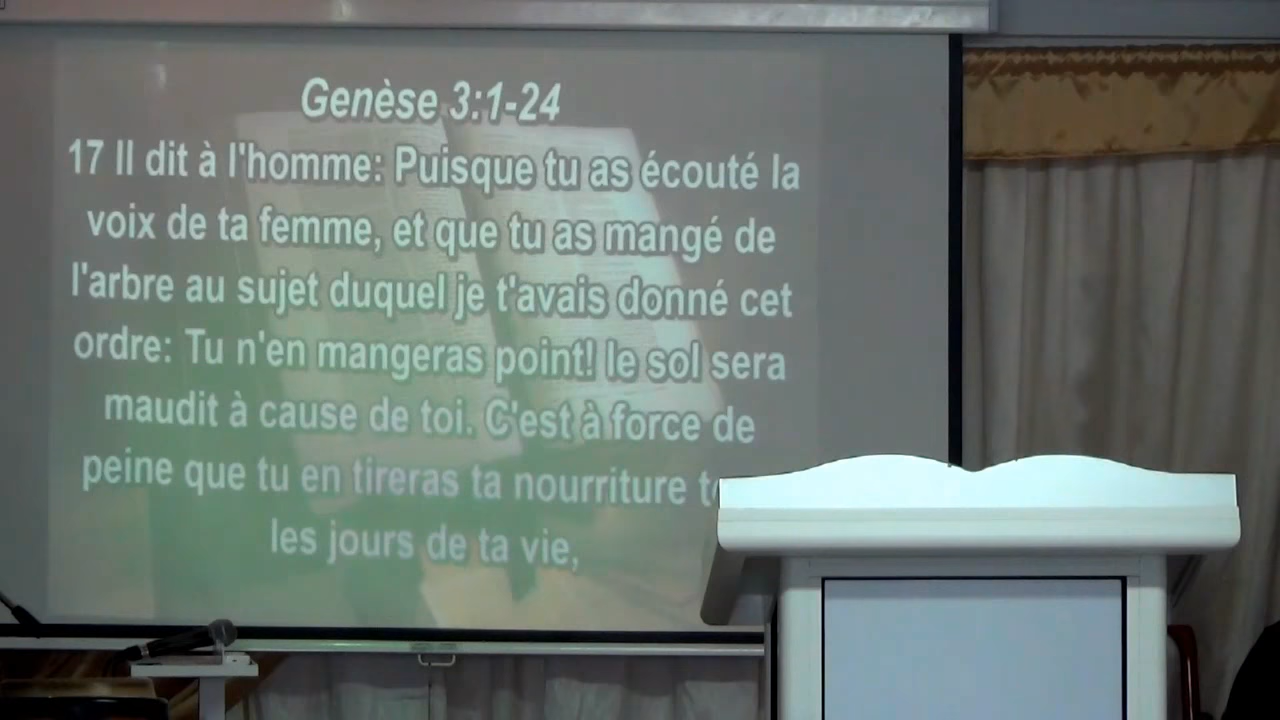 Genèse 3:1-24
17 Il dit à l'homme: Puisque tu as écouté la
voix de ta femme, et que tu as mangé de
l'arbre au sujet duquel je t'avais donné cet
ordre: Tu n'en mangeras point! le sol sera
maudit à cause de toi. C'est à force de
peine que tu en tireras ta nourriture
les jours de ta vie,